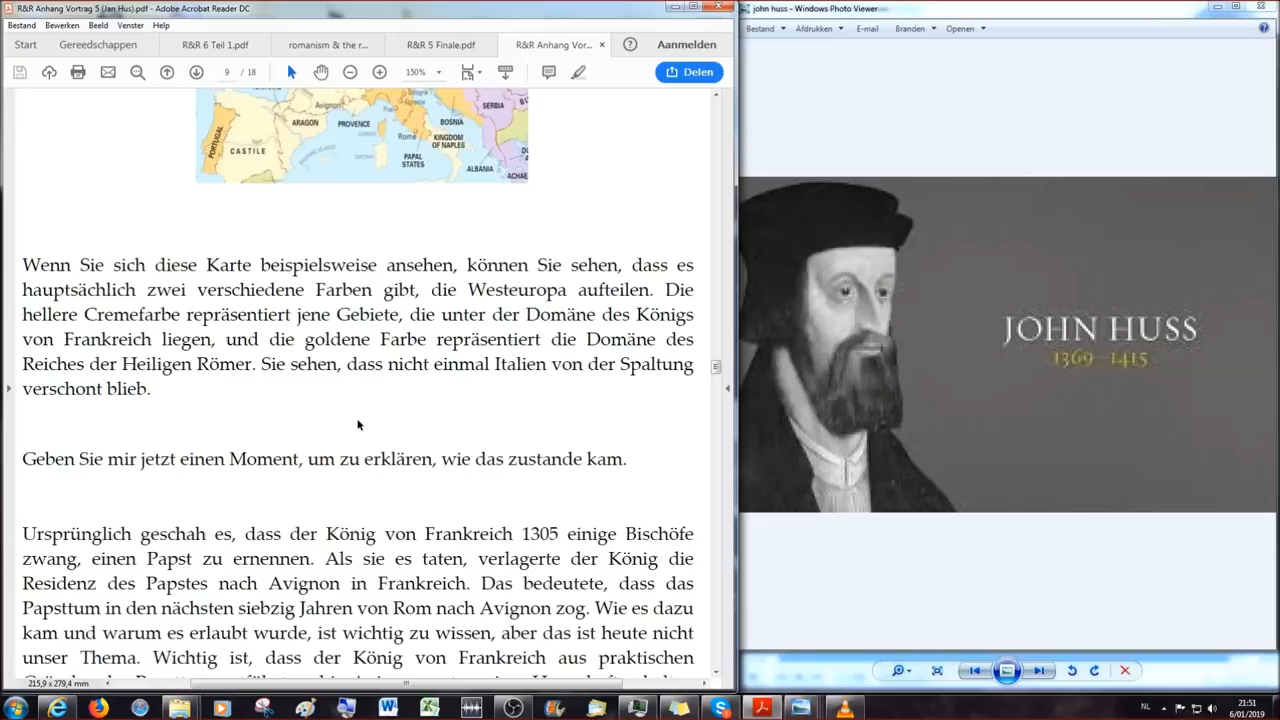 R&R Anhang Vortrag 5 (Jan Hus).pdf - Adobe Acrobat Reader DC
Bestand Bewerken Beeld Venster Help
Start Gereedschappen R&R 6 Teil 1.pdf romanism & the r... R&R 5 Finale.pdf R&R Anhang Vor... × Aanmelden
9 / 18 150% Delen
Avignon
Bologna
SERBIA
ARAGON
PROVENCE
BOSNIA
PORTUGAL
CASTILE
Rome
KINGDOM OF NAPLES
PAPAL STATES
ALBANIA
ACHAE
Wenn Sie sich diese Karte beispielsweise ansehen, können Sie sehen, dass es
hauptsächlich zwei verschiedene Farben gibt, die Westeuropa aufteilen. Die
hellere Cremefarbe repräsentiert jene Gebiete, die unter der Domäne des Königs
von Frankreich liegen, und die goldene Farbe repräsentiert die Domäne des
Reiches der Heiligen Römer. Sie sehen, dass nicht einmal Italien von der Spaltung
verschont blieb.
Geben Sie mir jetzt einen Moment, um zu erklären, wie das zustande kam.
Ursprünglich geschah es, dass der König von Frankreich 1305 einige Bischöfe
zwang, einen Papst zu ernennen. Als sie es taten, verlagerte der König die
Residenz des Papstes nach Avignon in Frankreich. Das bedeutete, dass das
Papsttum in den nächsten siebzig Jahren von Rom nach Avignon zog. Wie es dazu
kam und warum es erlaubt wurde, ist wichtig zu wissen, aber das ist heute nicht
unser Thema. Wichtig ist, dass der König von Frankreich aus praktischen
215,9 x 279,4 mm
john huss - Windows Photo Viewer
Bestand Afdrukken E-mail Branden Openen
JOHN HUSS
1369 - 1415
NL 21:51
6/01/2019